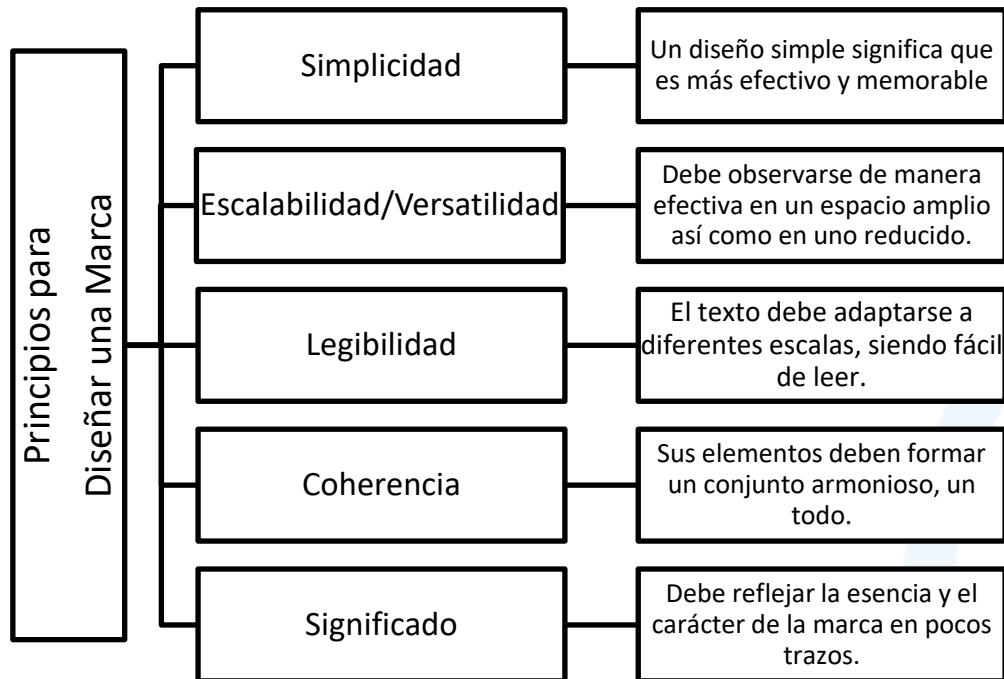 Principios para
Diseñar una Marca
Simplicidad
Un diseño simple significa que
es más efectivo y memorable
Escalabilidad/Versatilidad
Debe observarse de manera
efectiva en un espacio amplio
así como en uno reducido.
Legibilidad
El texto debe adaptarse a
diferentes escalas, siendo fácil
de leer.
Coherencia
Sus elementos deben formar
un conjunto armonioso, un
todo.
Significado
Debe reflejar la esencia y el
carácter de la marca en pocos
trazos.